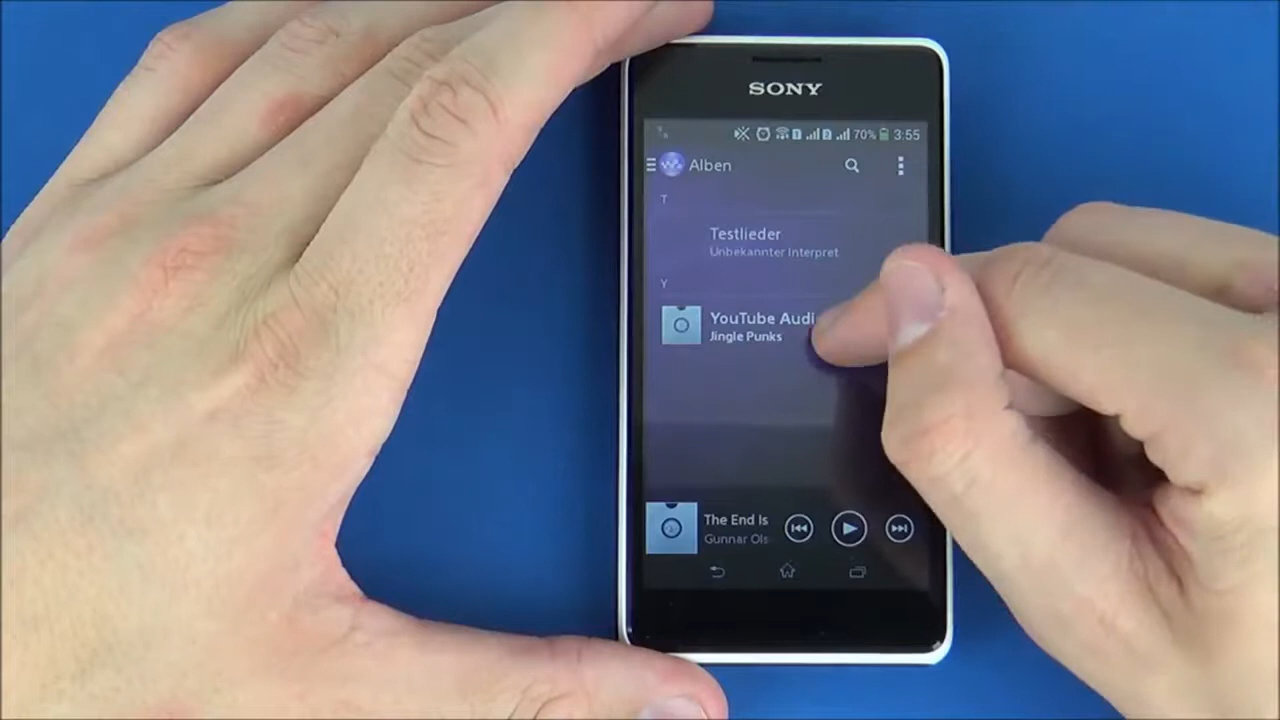 SONY
70% 3:55
Alben
T
Testlieder
Unbekannter Interpret
Y
YouTube Audi
Jingle Punks
The End Is
Gunnar Ols